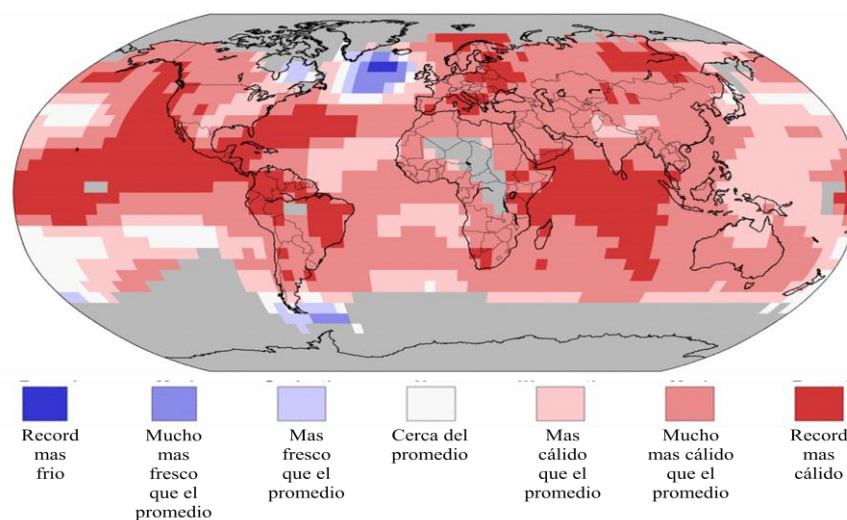 Record
mas
frio
Mucho
mas
fresco
que el
promedio
Mas
fresco
que el
promedio
Cerca del
promedio
Mas
cálido
que el
promedio
Mucho
mas cálido
que el
promedio
Record
mas
cálido